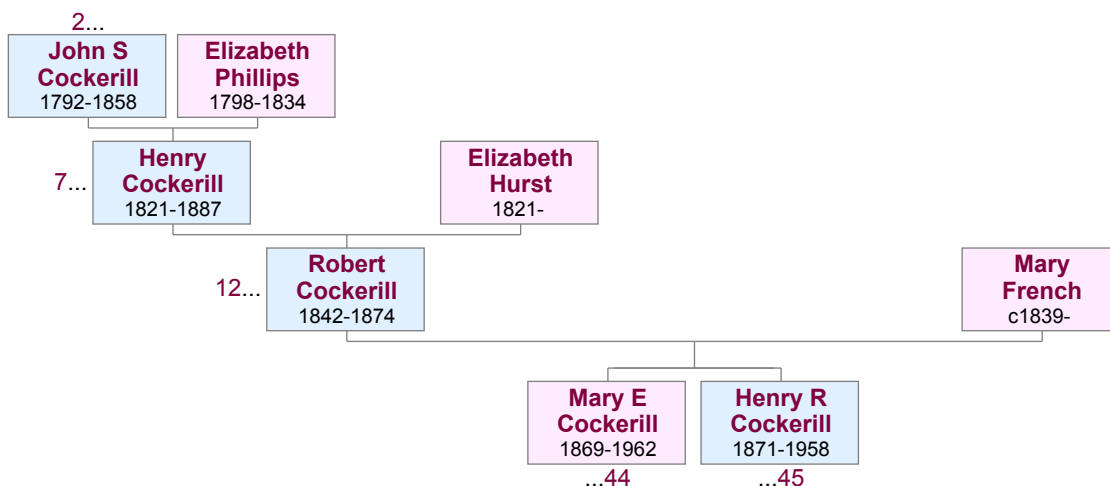 2...
John S
Cockerill
1792-1858
Elizabeth
Phillips
1798-1834
7...
Henry
Cockerill
1821-1887
Elizabeth
Hurst
1821-
12...
Robert
Cockerill
1842-1874
Mary
French
c1839-
Mary E
Cockerill
1869-1962
Henry R
Cockerill
1871-1958
...44
...45